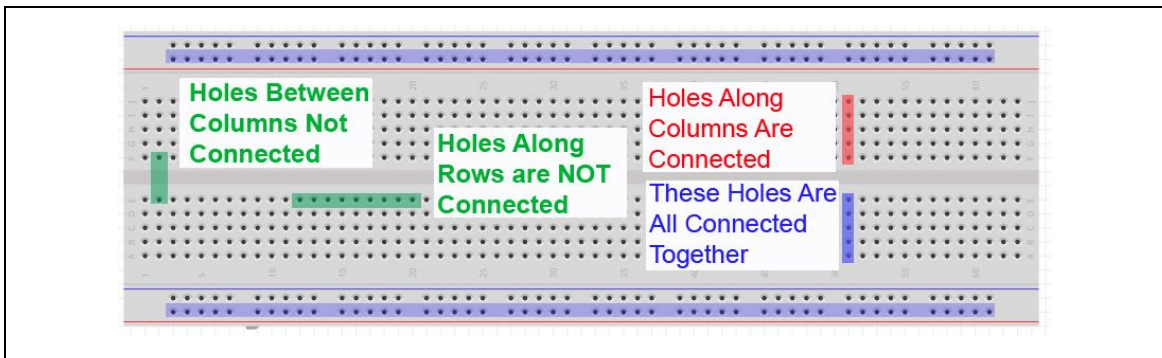 Holes Between
Columns Not
Connected
Holes Along
Rows are NOT
Connected
Holes Along
Columns Are
Connected
These Holes Are
All Connected
Together